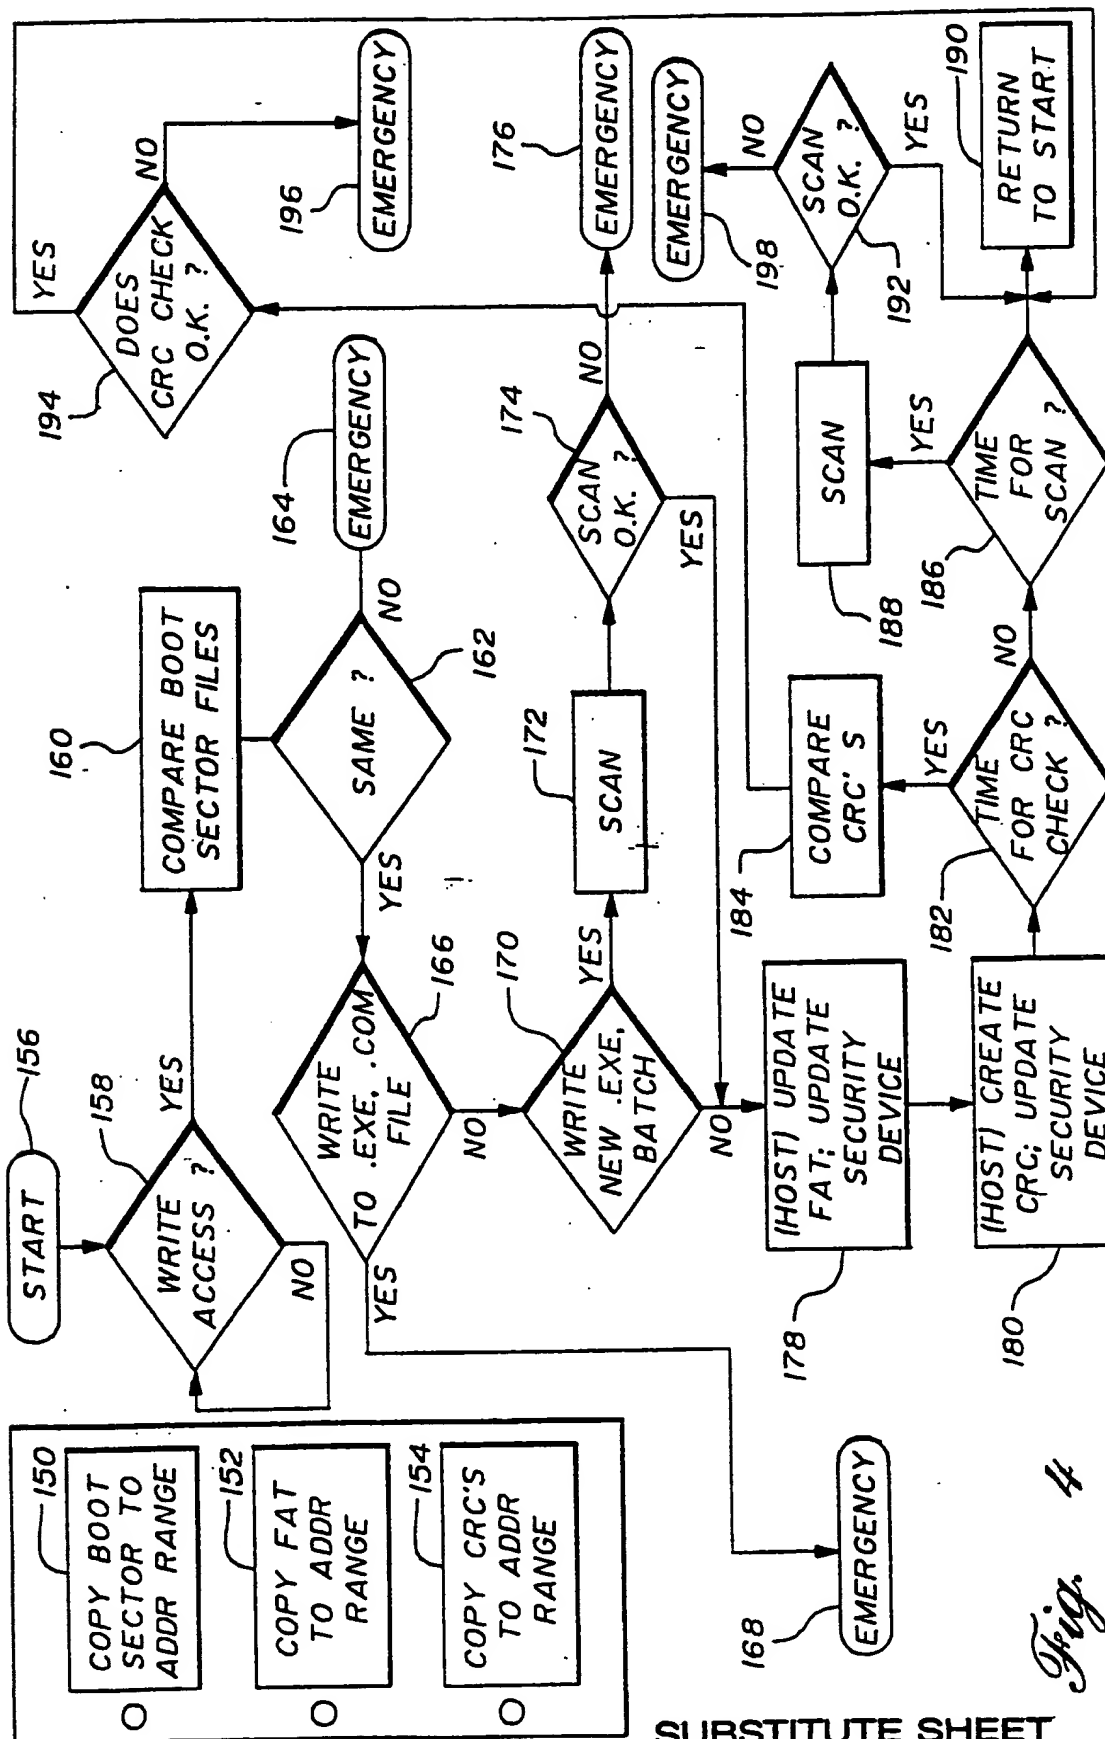 150
COPY BOOT
SECTOR TO
ADDR RANGE
152
COPY FAT
TO ADDR
RANGE
154
COPY CRC'S
TO ADDR
RANGE
START
156
WRITE
ACCESS ?
158
YES
NO
160
COMPARE BOOT
SECTOR FILES
SAME ?
162
NO
YES
164
EMERGENCY
WRITE
TO .EXE, .COM
FILE
166
YES
NO
168
EMERGENCY
170
WRITE
NEW .EXE,
BATCH
YES
NO
172
SCAN
174
SCAN
O.K. ?
NO
YES
176
EMERGENCY
(HOST) UPDATE
FAT; UPDATE
SECURITY
DEVICE
178
(HOST) CREATE
CRC; UPDATE
SECURITY
DEVICE
180
TIME
FOR CRC
CHECK ?
182
YES
NO
184
COMPARE
CRC' S
TIME
FOR
SCAN ?
186
YES
SCAN
188
SCAN
O.K. ?
192
NO
YES
EMERGENCY
198
190
RETURN
TO START
194
DOES
CRC CHECK
O.K. ?
YES
NO
196
EMERGENCY
Fig. 4
SUBSTITUTE SHEET